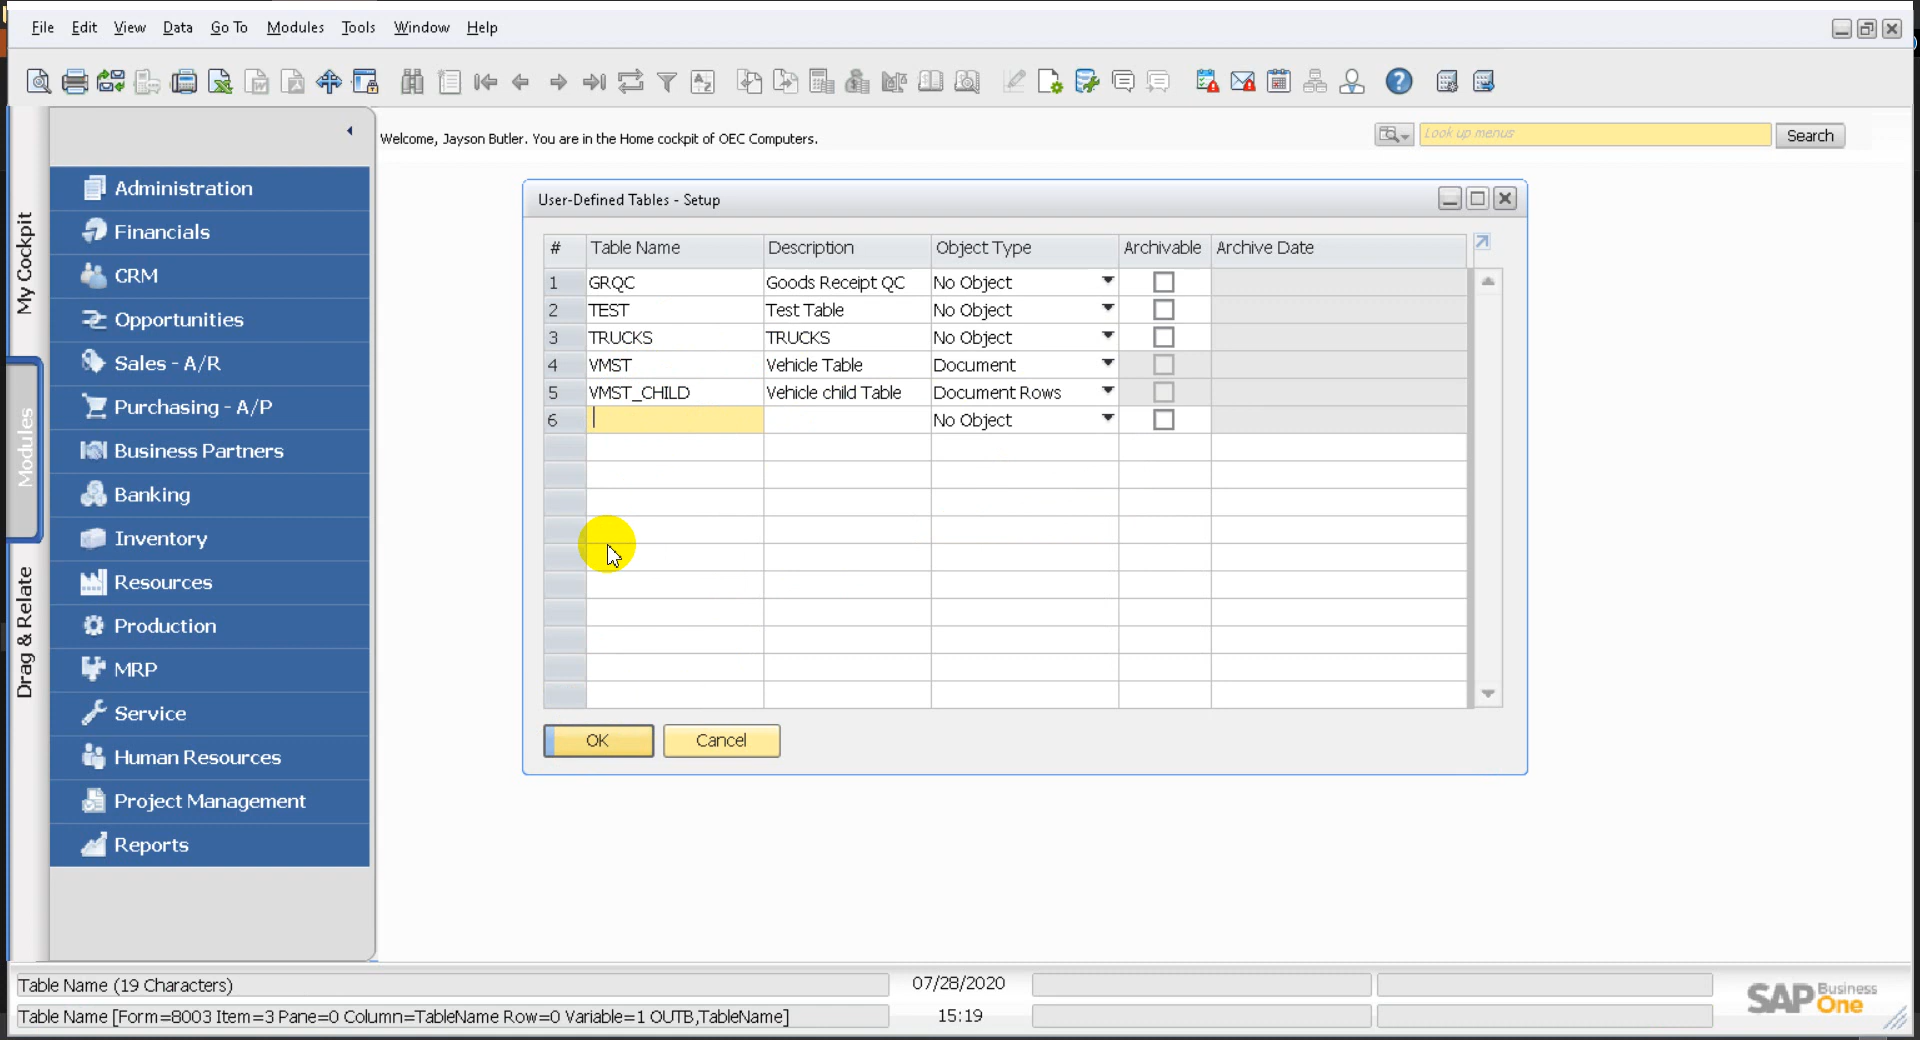 File Edit View Data Go To Modules Tools Window Help
Welcome, Jayson Butler. You are in the Home cockpit of OEC Computers.
Look up menus
Search
My Cockpit
Modules
Drag & Relate
Administration
Financials
CRM
Opportunities
Sales - A/R
Purchasing - A/P
Business Partners
Banking
Inventory
Resources
Production
MRP
Service
Human Resources
Project Management
Reports
User-Defined Tables - Setup
# Table Name Description Object Type Archivable Archive Date
1 GRQC Goods Receipt QC No Object
2 TEST Test Table No Object
3 TRUCKS TRUCKS No Object
4 VMST Vehicle Table Document
5 VMST_CHILD Vehicle child Table Document Rows
6 No Object
OK Cancel
Table Name (19 Characters) 07/28/2020
Table Name [Form=8003 Item=3 Pane=0 Column=TableName Row=0 Variable=1 OUTB,TableName] 15:19
SAP Business One